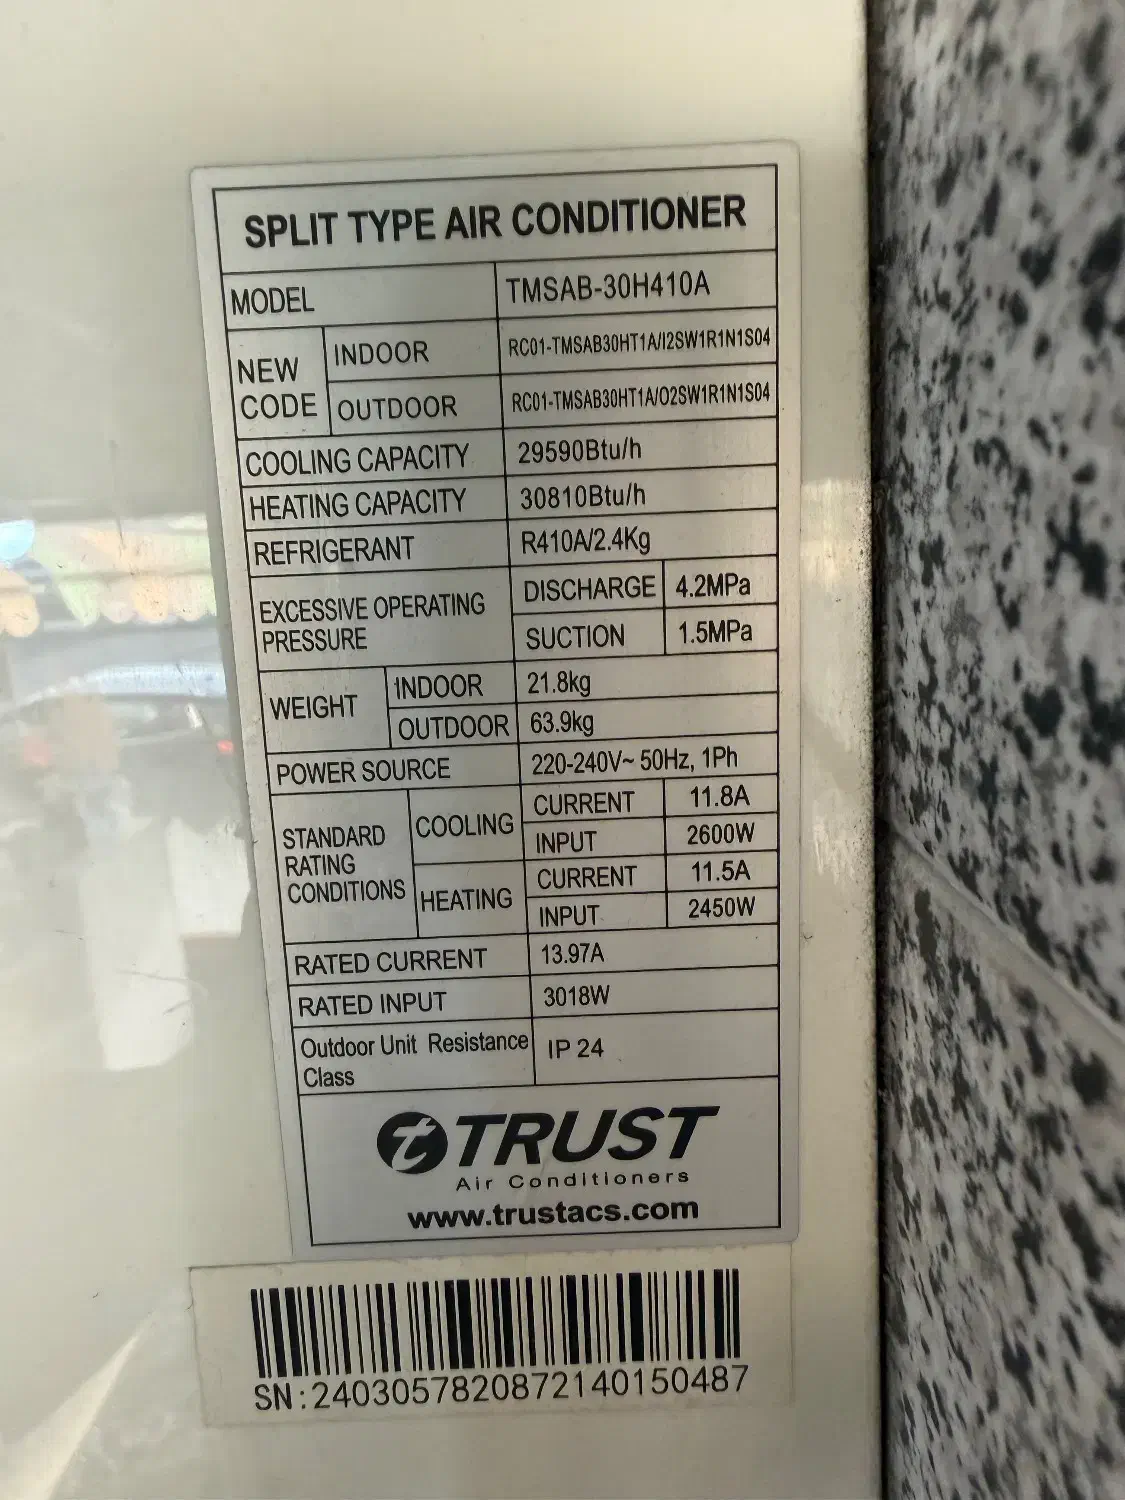 SPLIT TYPE AIR CONDITIONER
MODEL TMSAB-30H410A
NEW CODE INDOOR RC01-TMSAB30HT1A/I2SW1R1N1S04
OUTDOOR RC01-TMSAB30HT1A/O2SW1R1N1S04
COOLING CAPACITY 29590Btu/h
HEATING CAPACITY 30810Btu/h
REFRIGERANT R410A/2.4Kg
EXCESSIVE OPERATING PRESSURE DISCHARGE 4.2MPa
SUCTION 1.5MPa
WEIGHT INDOOR 21.8kg
OUTDOOR 63.9kg
POWER SOURCE 220-240V~ 50Hz, 1Ph
STANDARD RATING CONDITIONS COOLING CURRENT 11.8A
INPUT 2600W
HEATING CURRENT 11.5A
INPUT 2450W
RATED CURRENT 13.97A
RATED INPUT 3018W
Outdoor Unit Resistance Class IP 24
t TRUST
Air Conditioners
www.trustacs.com
SN:2403057820872140150487